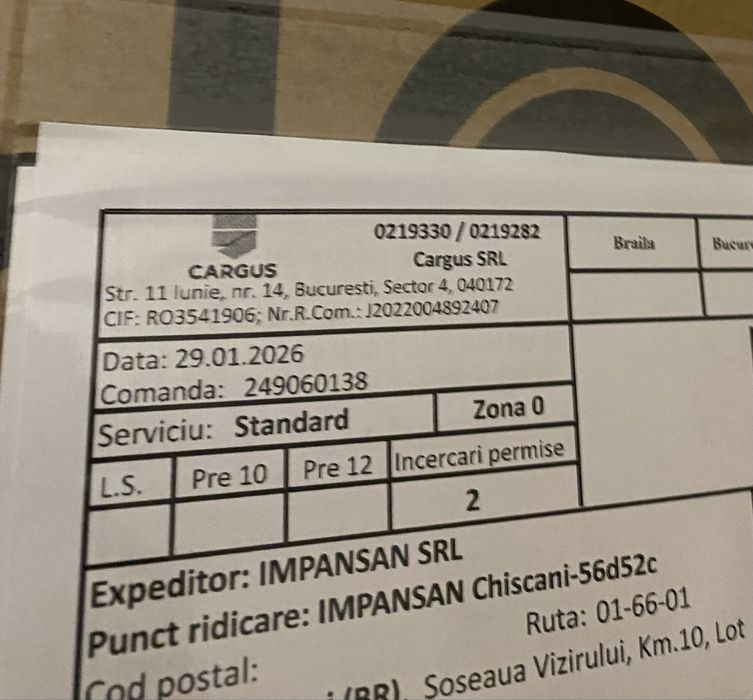 0219330 / 0219282
CARGUS
Cargus SRL
Str. 11 Iunie, nr. 14, Bucuresti, Sector 4, 040172
CIF: RO3541906; Nr.R.Com.: J2022004892407
Braila
Data: 29.01.2026
Comanda: 249060138
Serviciu: Standard
Zona 0
L.S. Pre 10 Pre 12 Incercari permise
2
Expeditor: IMPANSAN SRL
Punct ridicare: IMPANSAN Chiscani-56d52c
Ruta: 01-66-01
Cod postal:
(BR), Soseaua Vizirului, Km.10, Lot